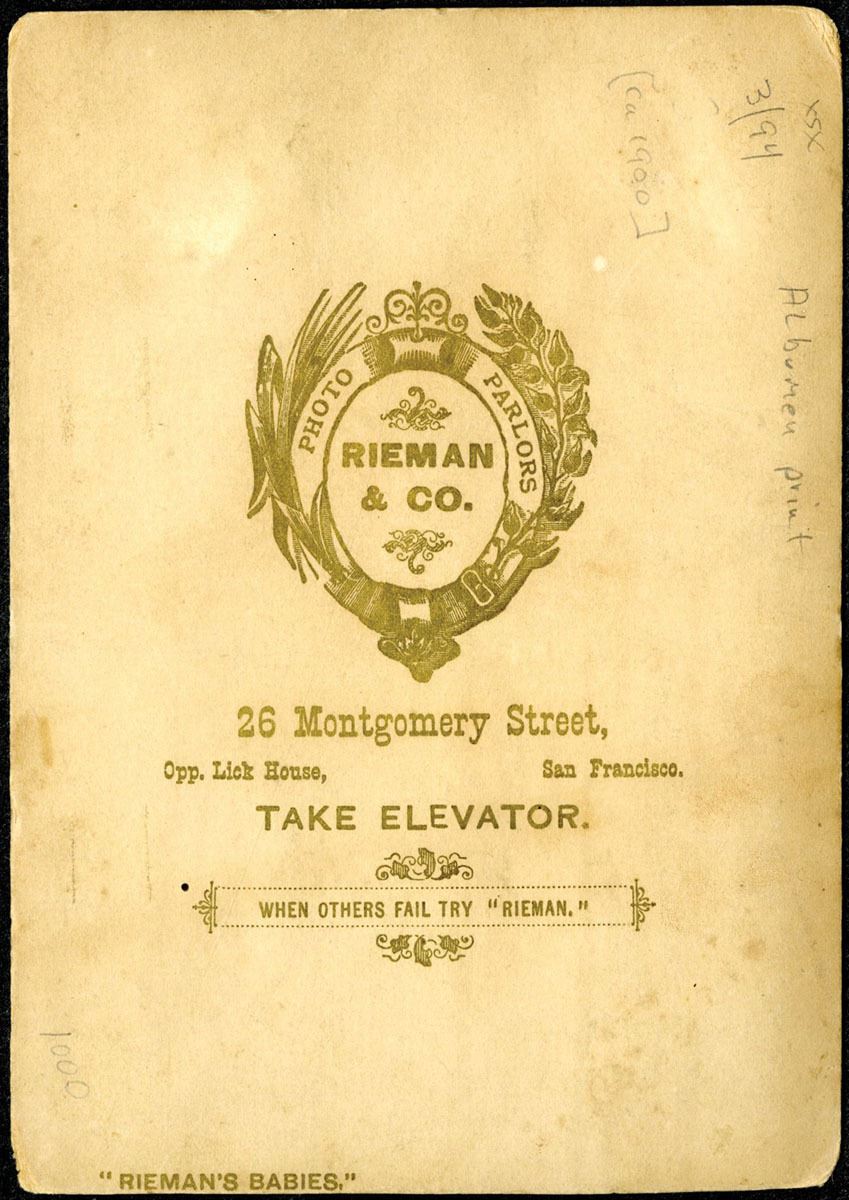 xsx
3/94
[ca 1900]
Albumen print
PHOTO PARLORS
RIEMAN
& CO.
26 Montgomery Street,
Opp. Lick House, San Francisco.
TAKE ELEVATOR.
WHEN OTHERS FAIL TRY "RIEMAN."
1000
"RIEMAN'S BABIES."